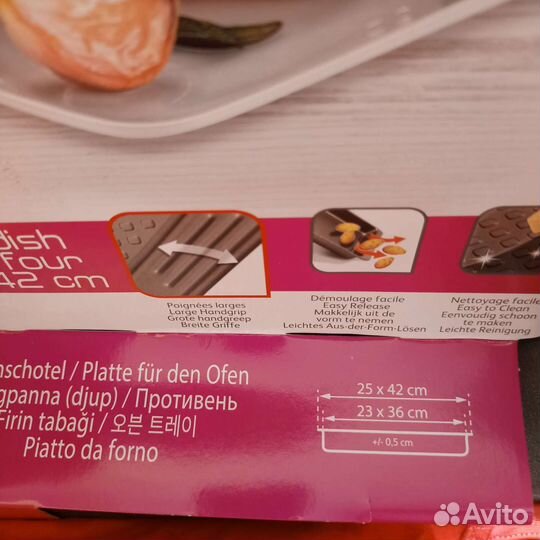 dish
four
42 cm
Poignées larges
Large Handgrip
Grote handgreep
Breite Griffe
Démoulage facile
Easy Release
Makkelijk uit de
vorm te nemen
Leichtes Aus-der-Form-Lösen
Nettoyage facile
Easy to Clean
Eenvoudig schoon
te maken
Leichte Reinigung
nschotel / Platte für den Ofen
gpanna (djup) / Противень
Firin tabaği / 오븐 트레이
Piatto da forno
25 x 42 cm
23 x 36 cm
+/- 0,5 cm
Avito